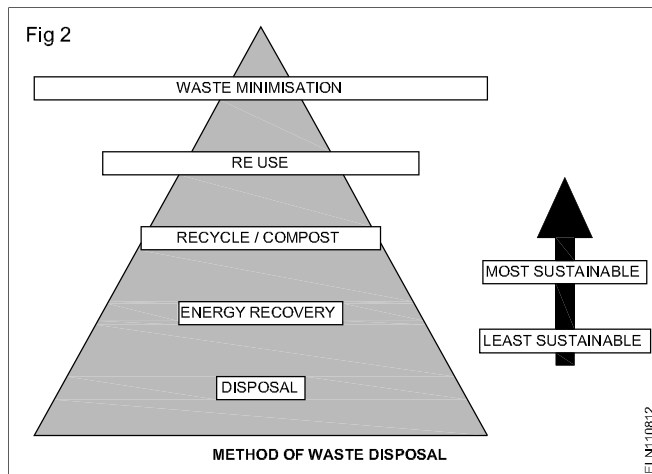 Fig 2
WASTE MINIMISATION
RE USE
RECYCLE / COMPOST
ENERGY RECOVERY
DISPOSAL
MOST SUSTAINABLE
LEAST SUSTAINABLE
METHOD OF WASTE DISPOSAL
ELN110812